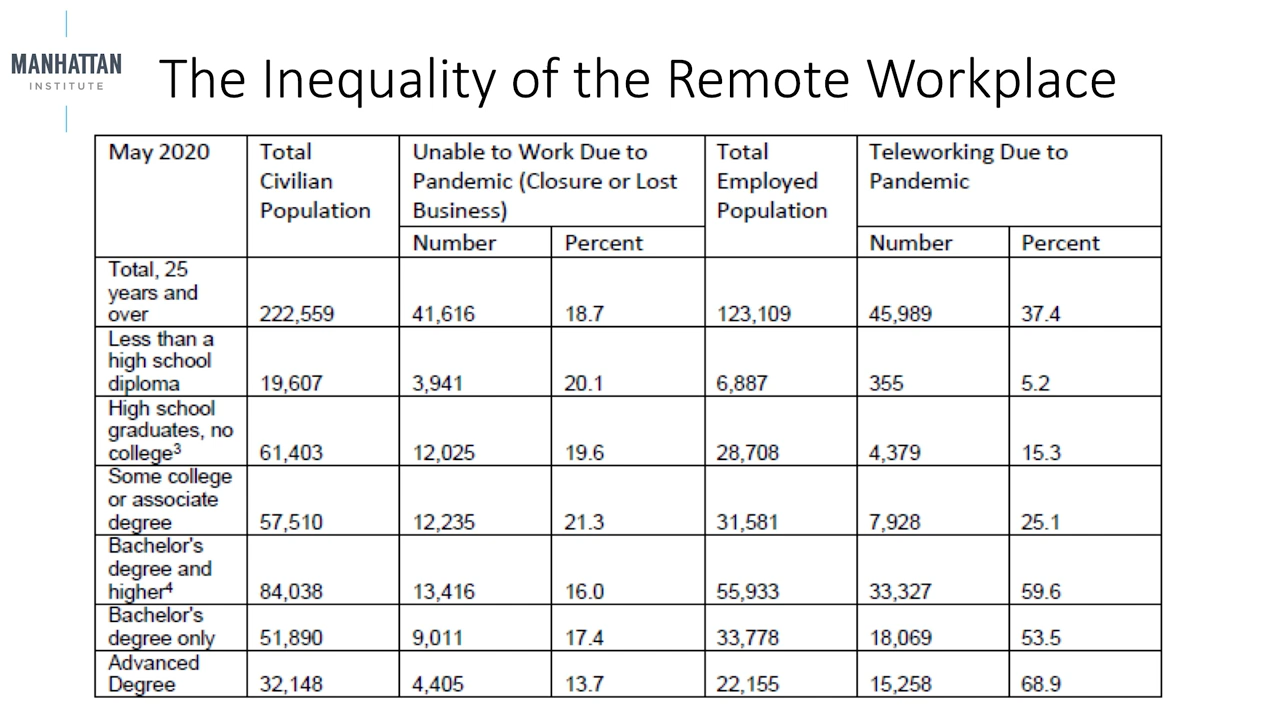 MANHATTAN
INSTITUTE
The Inequality of the Remote Workplace
May 2020
Total
Civilian
Population
Unable to Work Due to
Pandemic (Closure or Lost
Business)
Total
Employed
Population
Teleworking Due to
Pandemic
Number
Percent
Number
Percent
Total, 25
years and
over
222,559
41,616
18.7
123,109
45,989
37.4
Less than a
high school
diploma
19,607
3,941
20.1
6,887
355
5.2
High school
graduates, no
college³
61,403
12,025
19.6
28,708
4,379
15.3
Some college
or associate
degree
57,510
12,235
21.3
31,581
7,928
25.1
Bachelor's
degree and
higher⁴
84,038
13,416
16.0
55,933
33,327
59.6
Bachelor's
degree only
51,890
9,011
17.4
33,778
18,069
53.5
Advanced
Degree
32,148
4,405
13.7
22,155
15,258
68.9